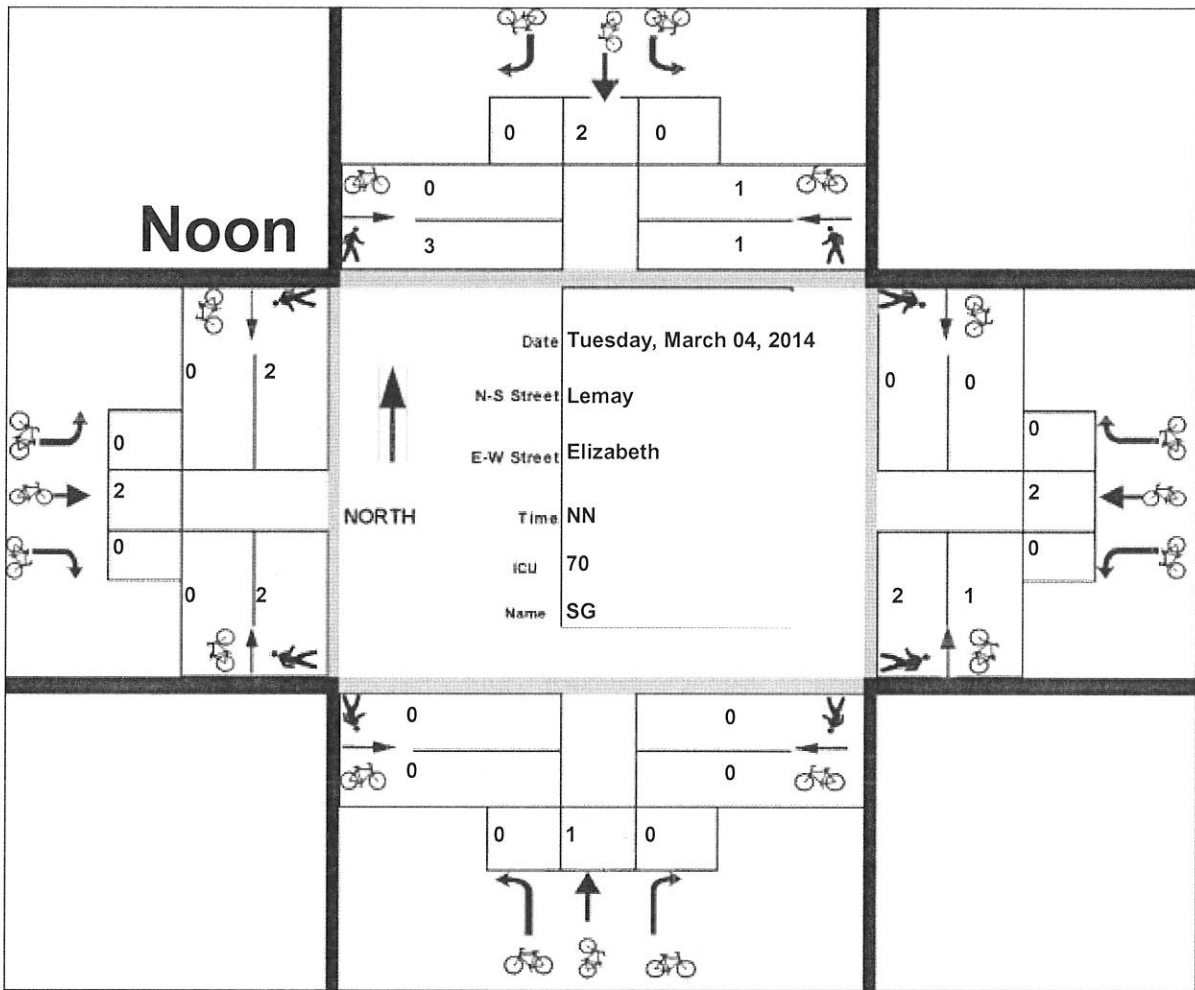 0 2 0
0 1
Noon
3 1
Date Tuesday, March 04, 2014
0 2
0 0
N-S Street Lemay
0
0
E-W Street Elizabeth
2
2
NORTH
Time NN
0
0
ICU 70
0 2
2 1
Name SG
0 0
0 0
0 1 0